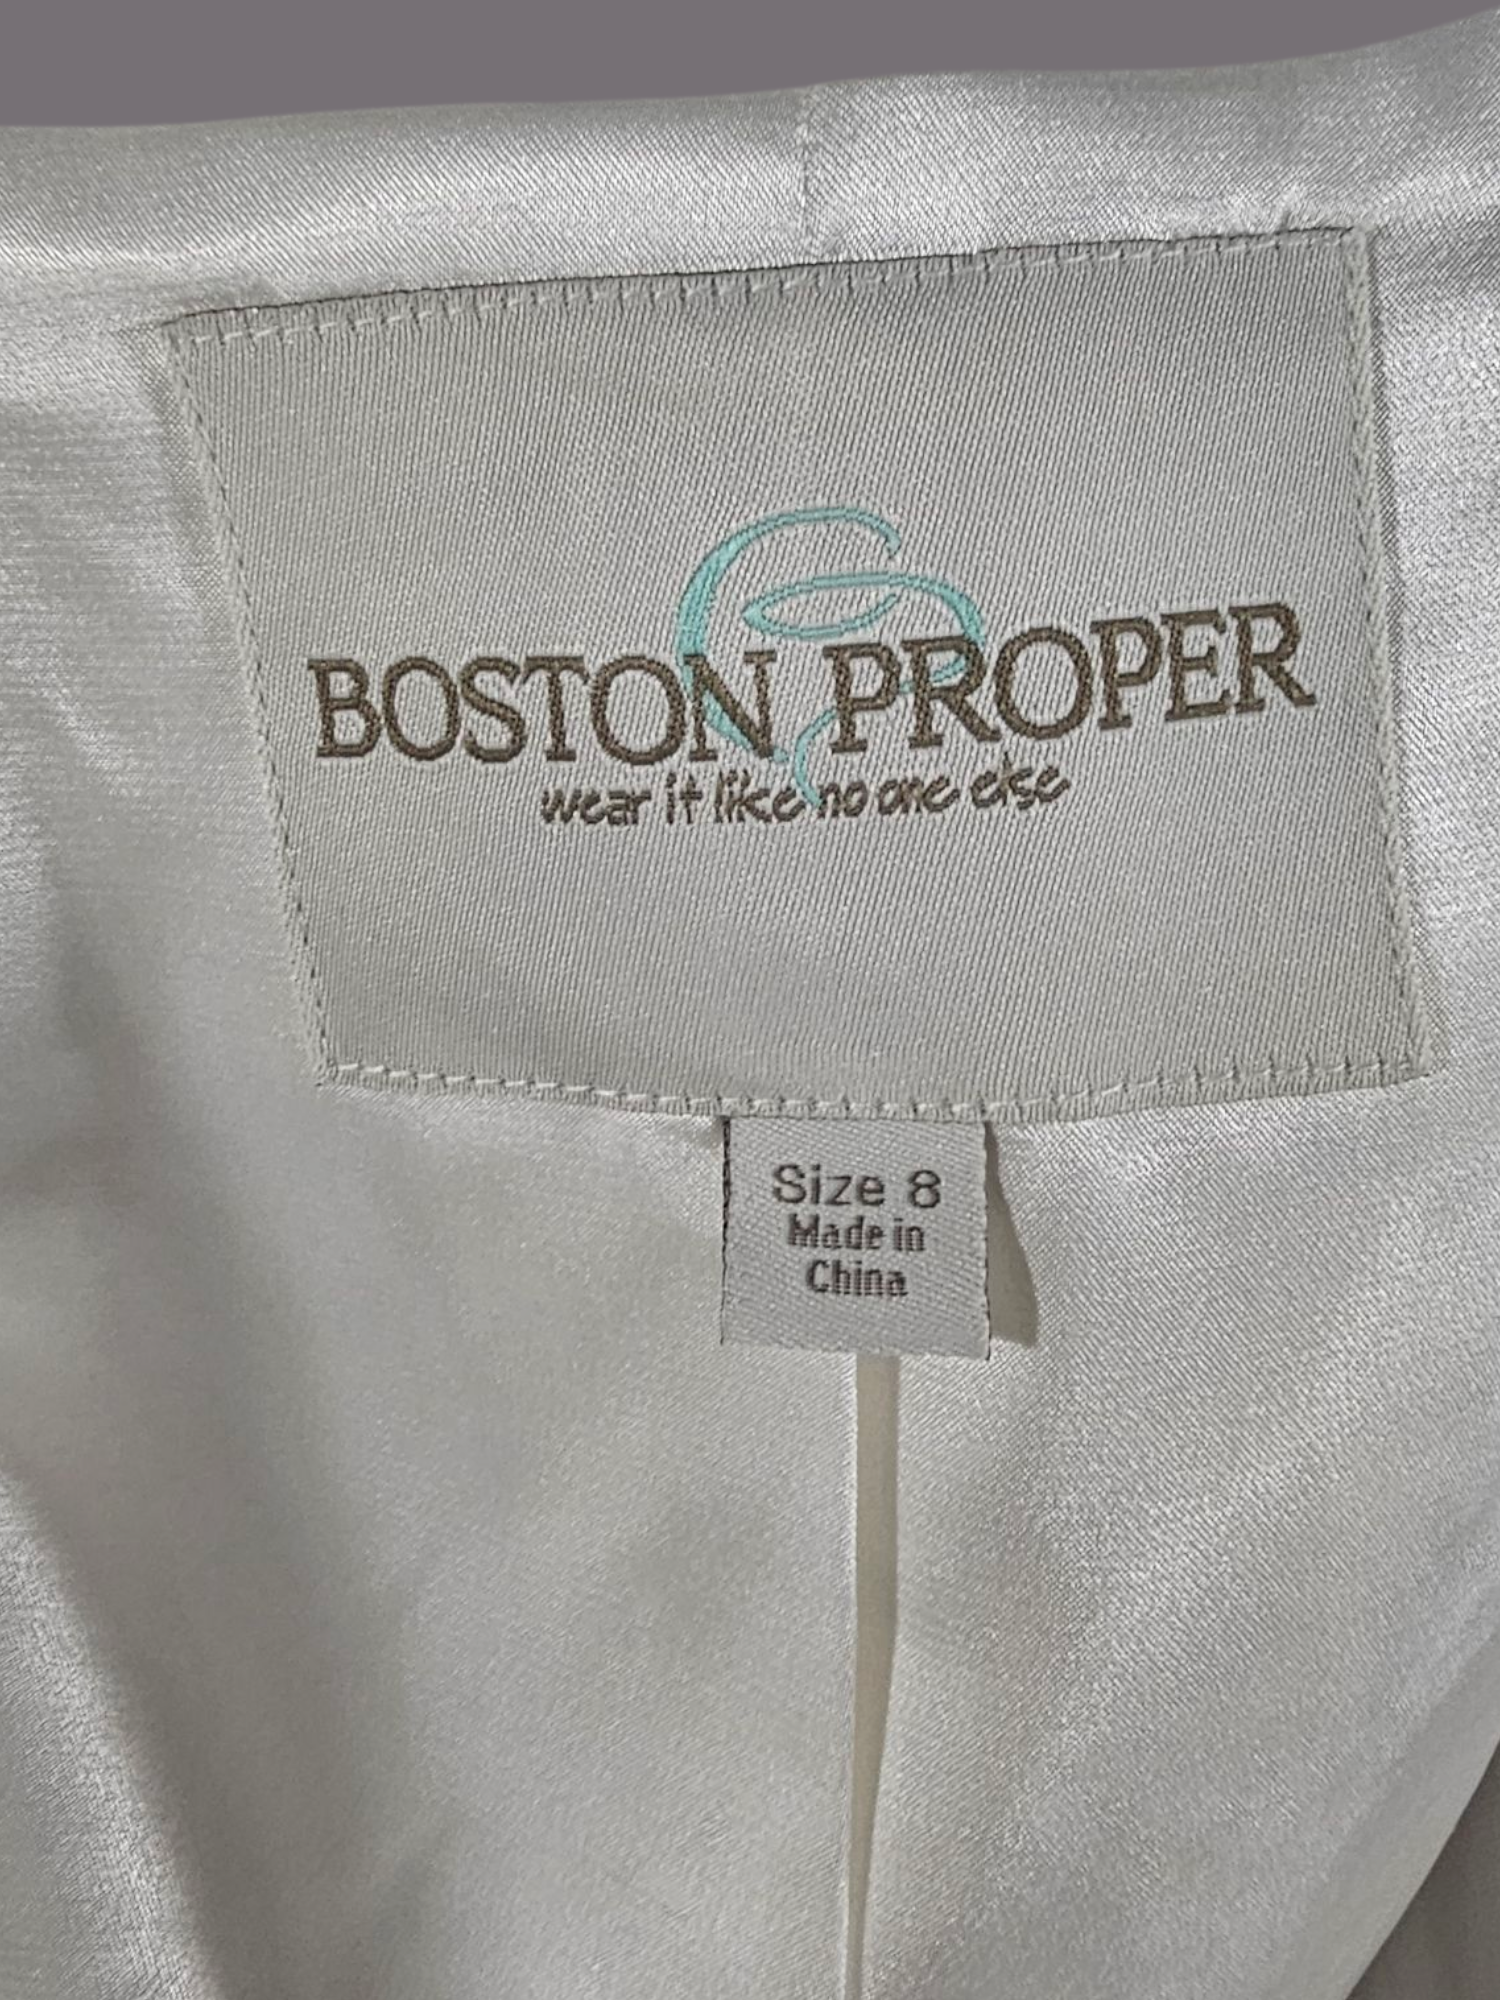 BOSTON PROPER
wear it like no one else
Size 8
Made in
China